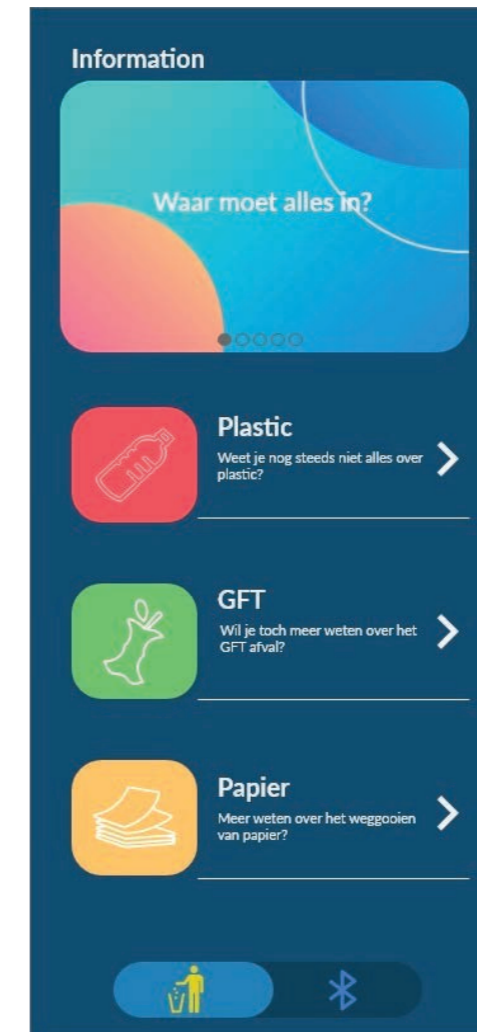 Information
Waar moet alles in?
Plastic
Weet je nog steeds niet alles over
plastic?
GFT
Wil je toch meer weten over het
GFT afval?
Papier
Meer weten over het weggooien
van papier?